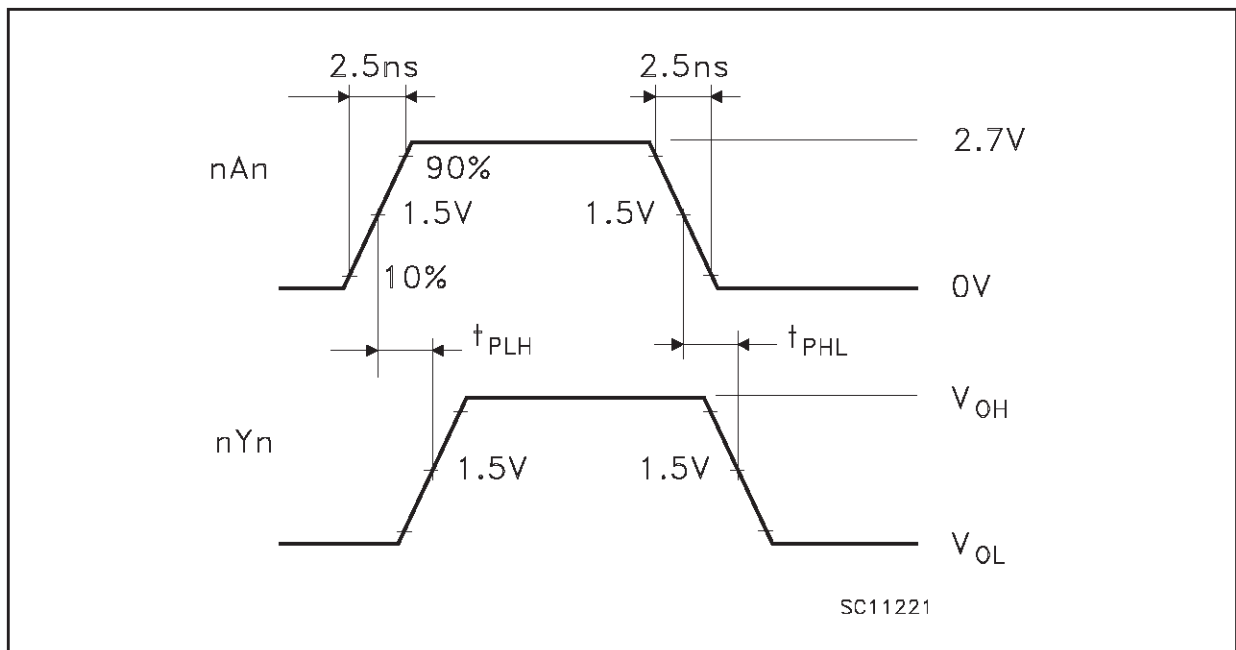 2.5ns 2.5ns
2.7V
nAn 90%
1.5V 1.5V
10%
0V
tPLH tPHL
VOH
nYn
1.5V 1.5V
VOL
SC11221